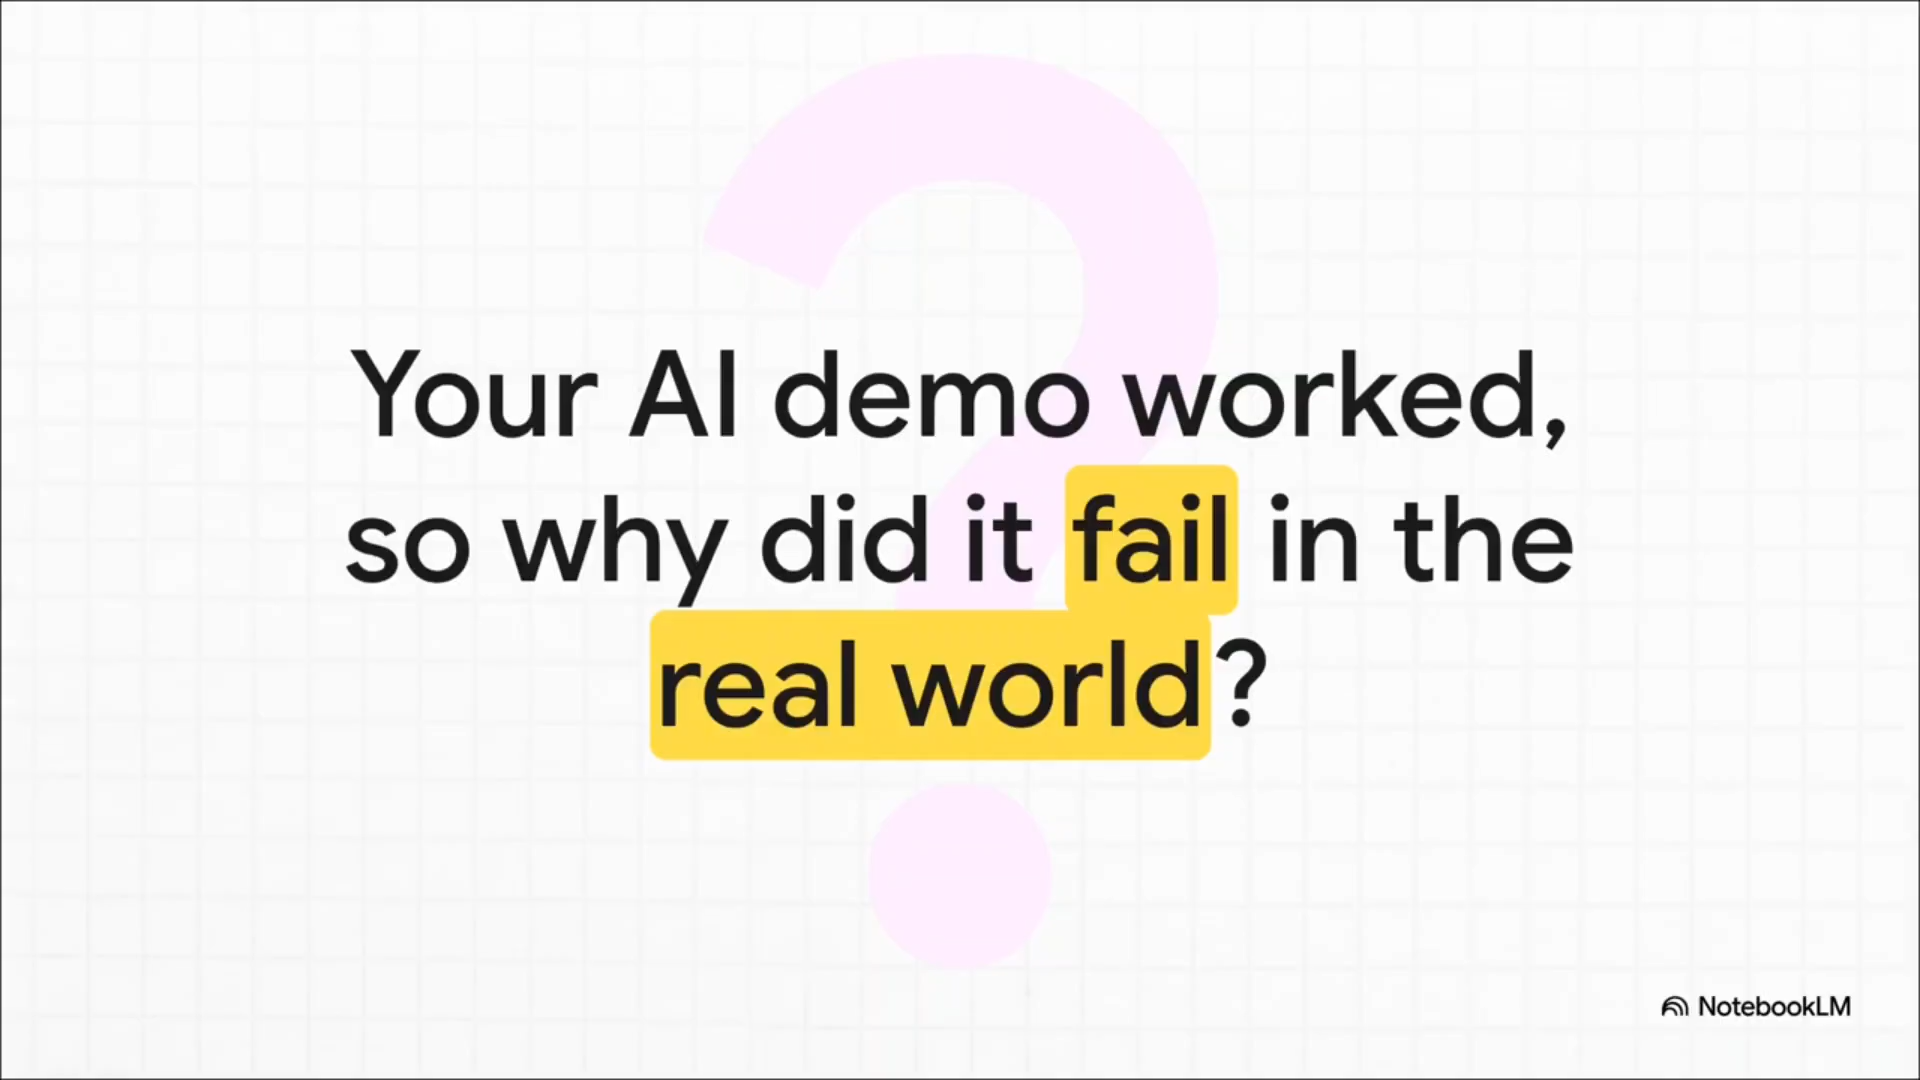 Your AI demo worked,
so why did it fail in the
real world?
NotebookLM